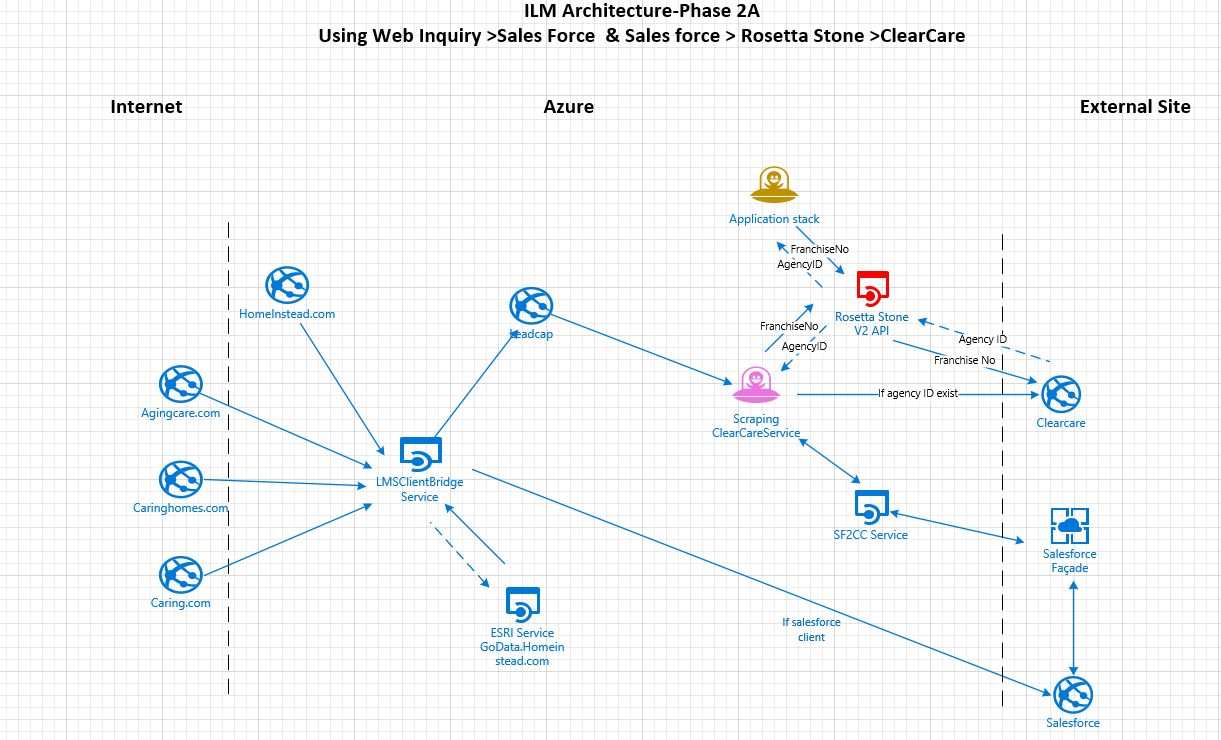 ILM Architecture-Phase 2A
Using Web Inquiry >Sales Force & Sales force > Rosetta Stone >ClearCare
Internet
Azure
External Site
Application stack
FranchiseNo
AgencyID
HomeInstead.com
Leadcap
Rosetta Stone
V2 API
FranchiseNo
AgencyID
Agency ID
Franchise No
Agingcare.com
If agency ID exist
Scraping
ClearCareService
Clearcare
LMSClientBridge
Service
Caringhomes.com
SF2CC Service
Salesforce
Façade
Caring.com
ESRI Service
GoData.Homein
stead.com
If salesforce
client
Salesforce